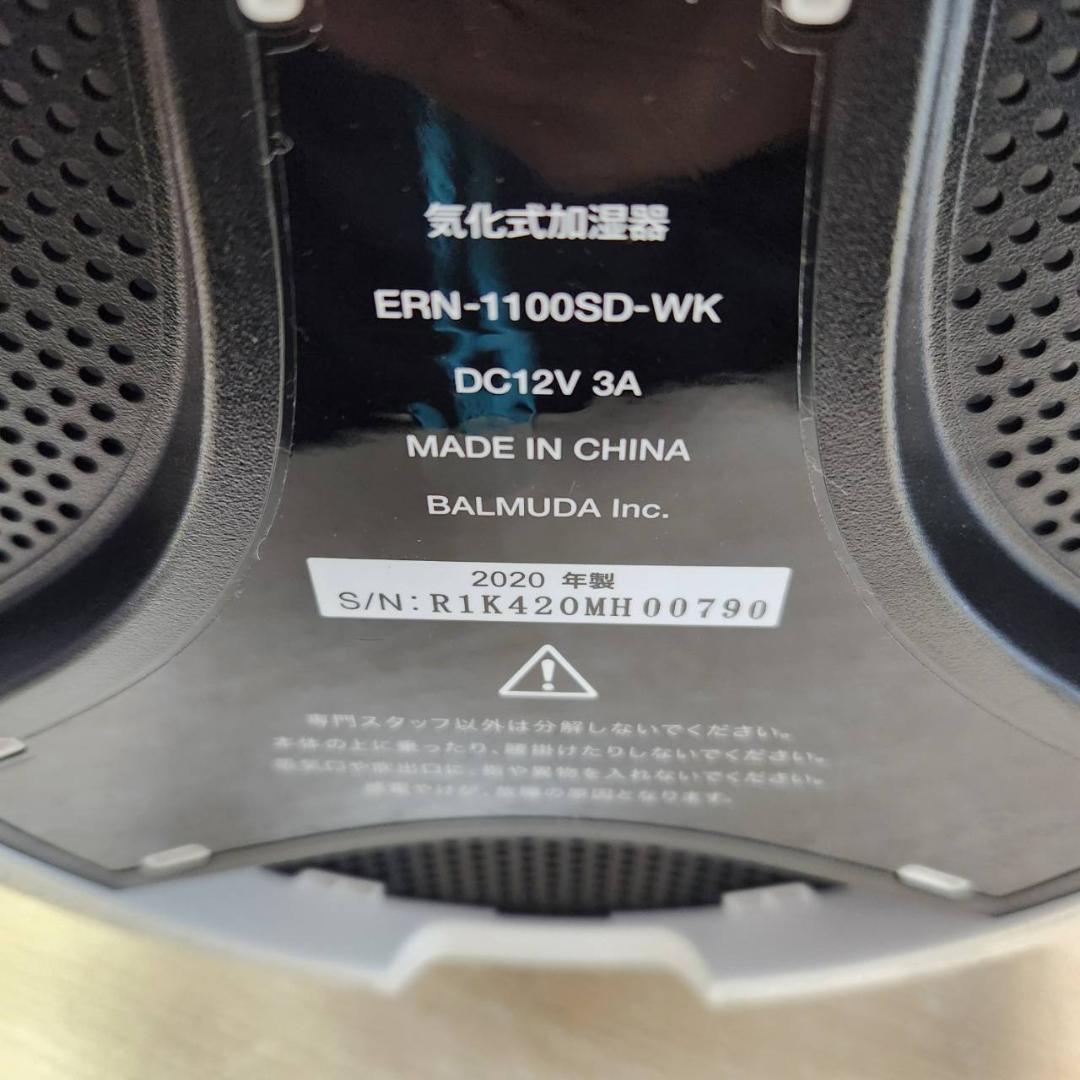 気化式加湿器
ERN-1100SD-WK
DC12V 3A
MADE IN CHINA
BALMUDA Inc.
2020 年製
S/N: R1K420MH00790
専門スタッフ以外は分解しないでください。
本体の上に乗ったり、腰掛けたりしないでください。
吸気口や吹出口に、指や異物を入れないでください。
感電やけが、故障の原因となります。